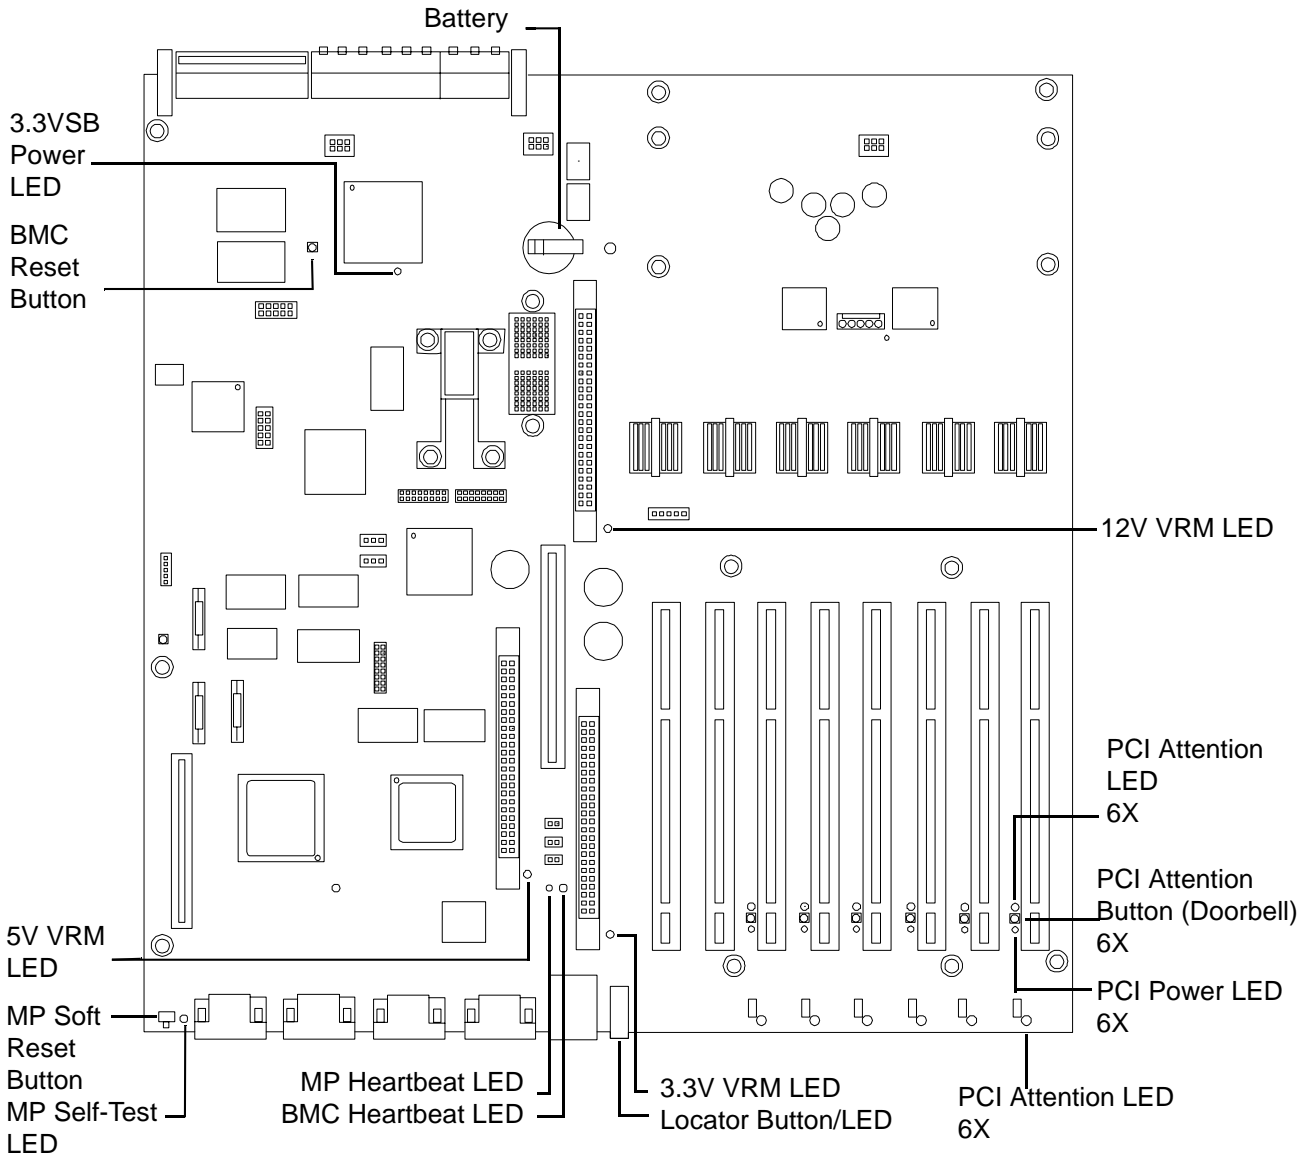 Battery
3.3VSB
Power
LED
BMC
Reset
Button
12V VRM LED
PCI Attention
LED
6X
PCI Attention
Button (Doorbell)
6X
PCI Power LED
6X
5V VRM
LED
MP Soft
Reset
Button
MP Self-Test
LED
MP Heartbeat LED
BMC Heartbeat LED
3.3V VRM LED
Locator Button/LED
PCI Attention LED
6X